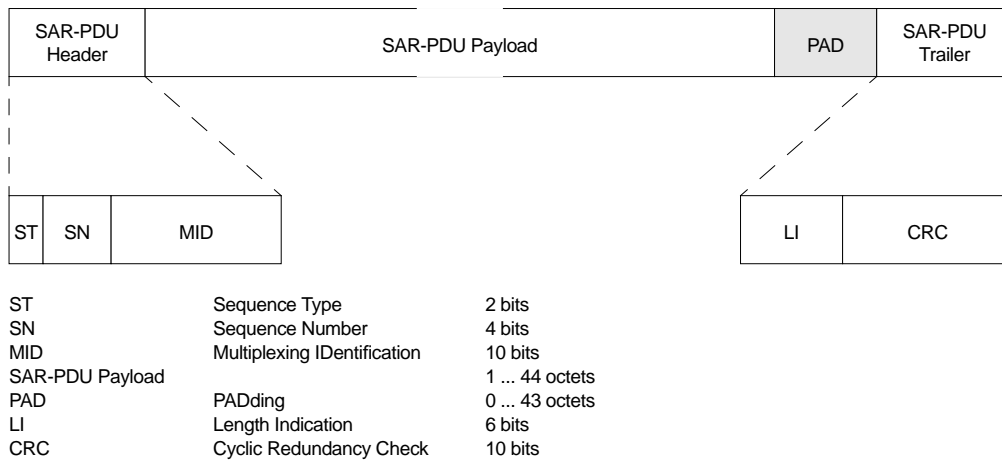 SAR-PDU Header
SAR-PDU Payload
PAD
SAR-PDU Trailer
ST SN MID LI CRC
ST Sequence Type 2 bits
SN Sequence Number 4 bits
MID Multiplexing IDentification 10 bits
SAR-PDU Payload 1 ... 44 octets
PAD PADding 0 ... 43 octets
LI Length Indication 6 bits
CRC Cyclic Redundancy Check 10 bits